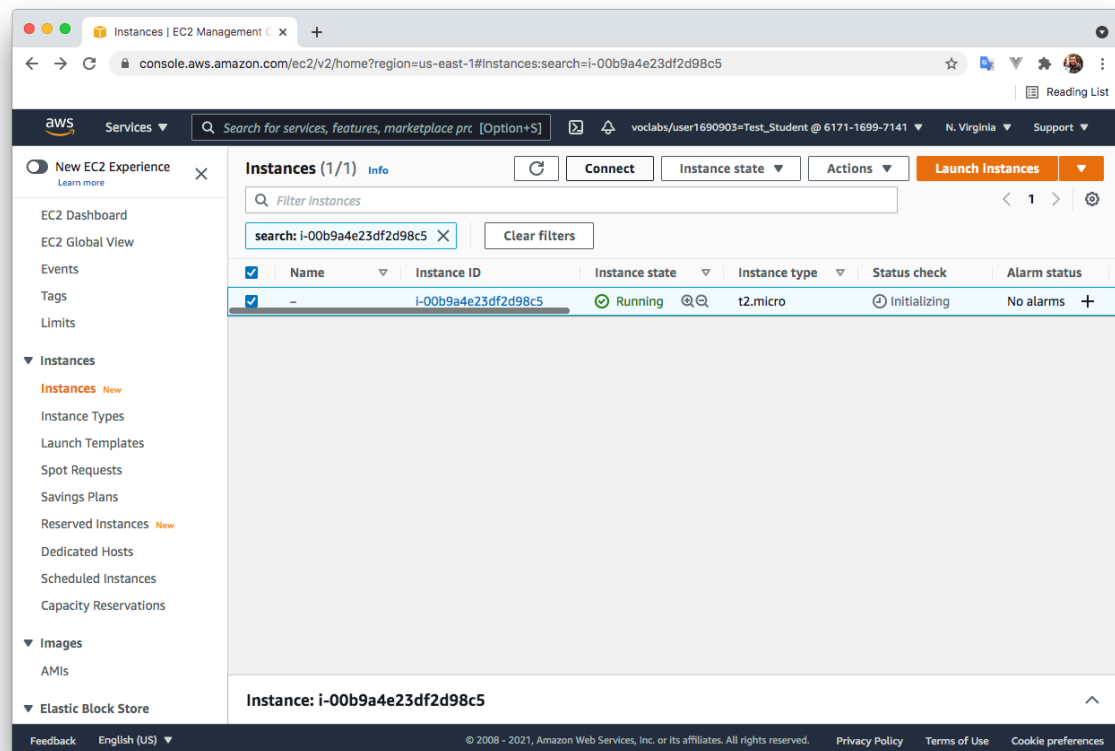 Instances | EC2 Management C
console.aws.amazon.com/ec2/v2/home?region=us-east-1#Instances:search=i-00b9a4e23df2d98c5
Reading List
aws Services Search for services, features, marketplace prc [Option+S] voclabs/user1690903=Test_Student @ 6171-1699-7141 N. Virginia Support
New EC2 Experience
Learn more
EC2 Dashboard
EC2 Global View
Events
Tags
Limits
Instances
Instances New
Instance Types
Launch Templates
Spot Requests
Savings Plans
Reserved Instances New
Dedicated Hosts
Scheduled Instances
Capacity Reservations
Images
AMIs
Elastic Block Store
Instances (1/1) Info Connect Instance state Actions Launch instances
Filter instances 1
search: i-00b9a4e23df2d98c5 Clear filters
Name Instance ID Instance state Instance type Status check Alarm status
– i-00b9a4e23df2d98c5 Running t2.micro Initializing No alarms +
Instance: i-00b9a4e23df2d98c5
Feedback English (US) © 2008 - 2021, Amazon Web Services, Inc. or its affiliates. All rights reserved. Privacy Policy Terms of Use Cookie preferences